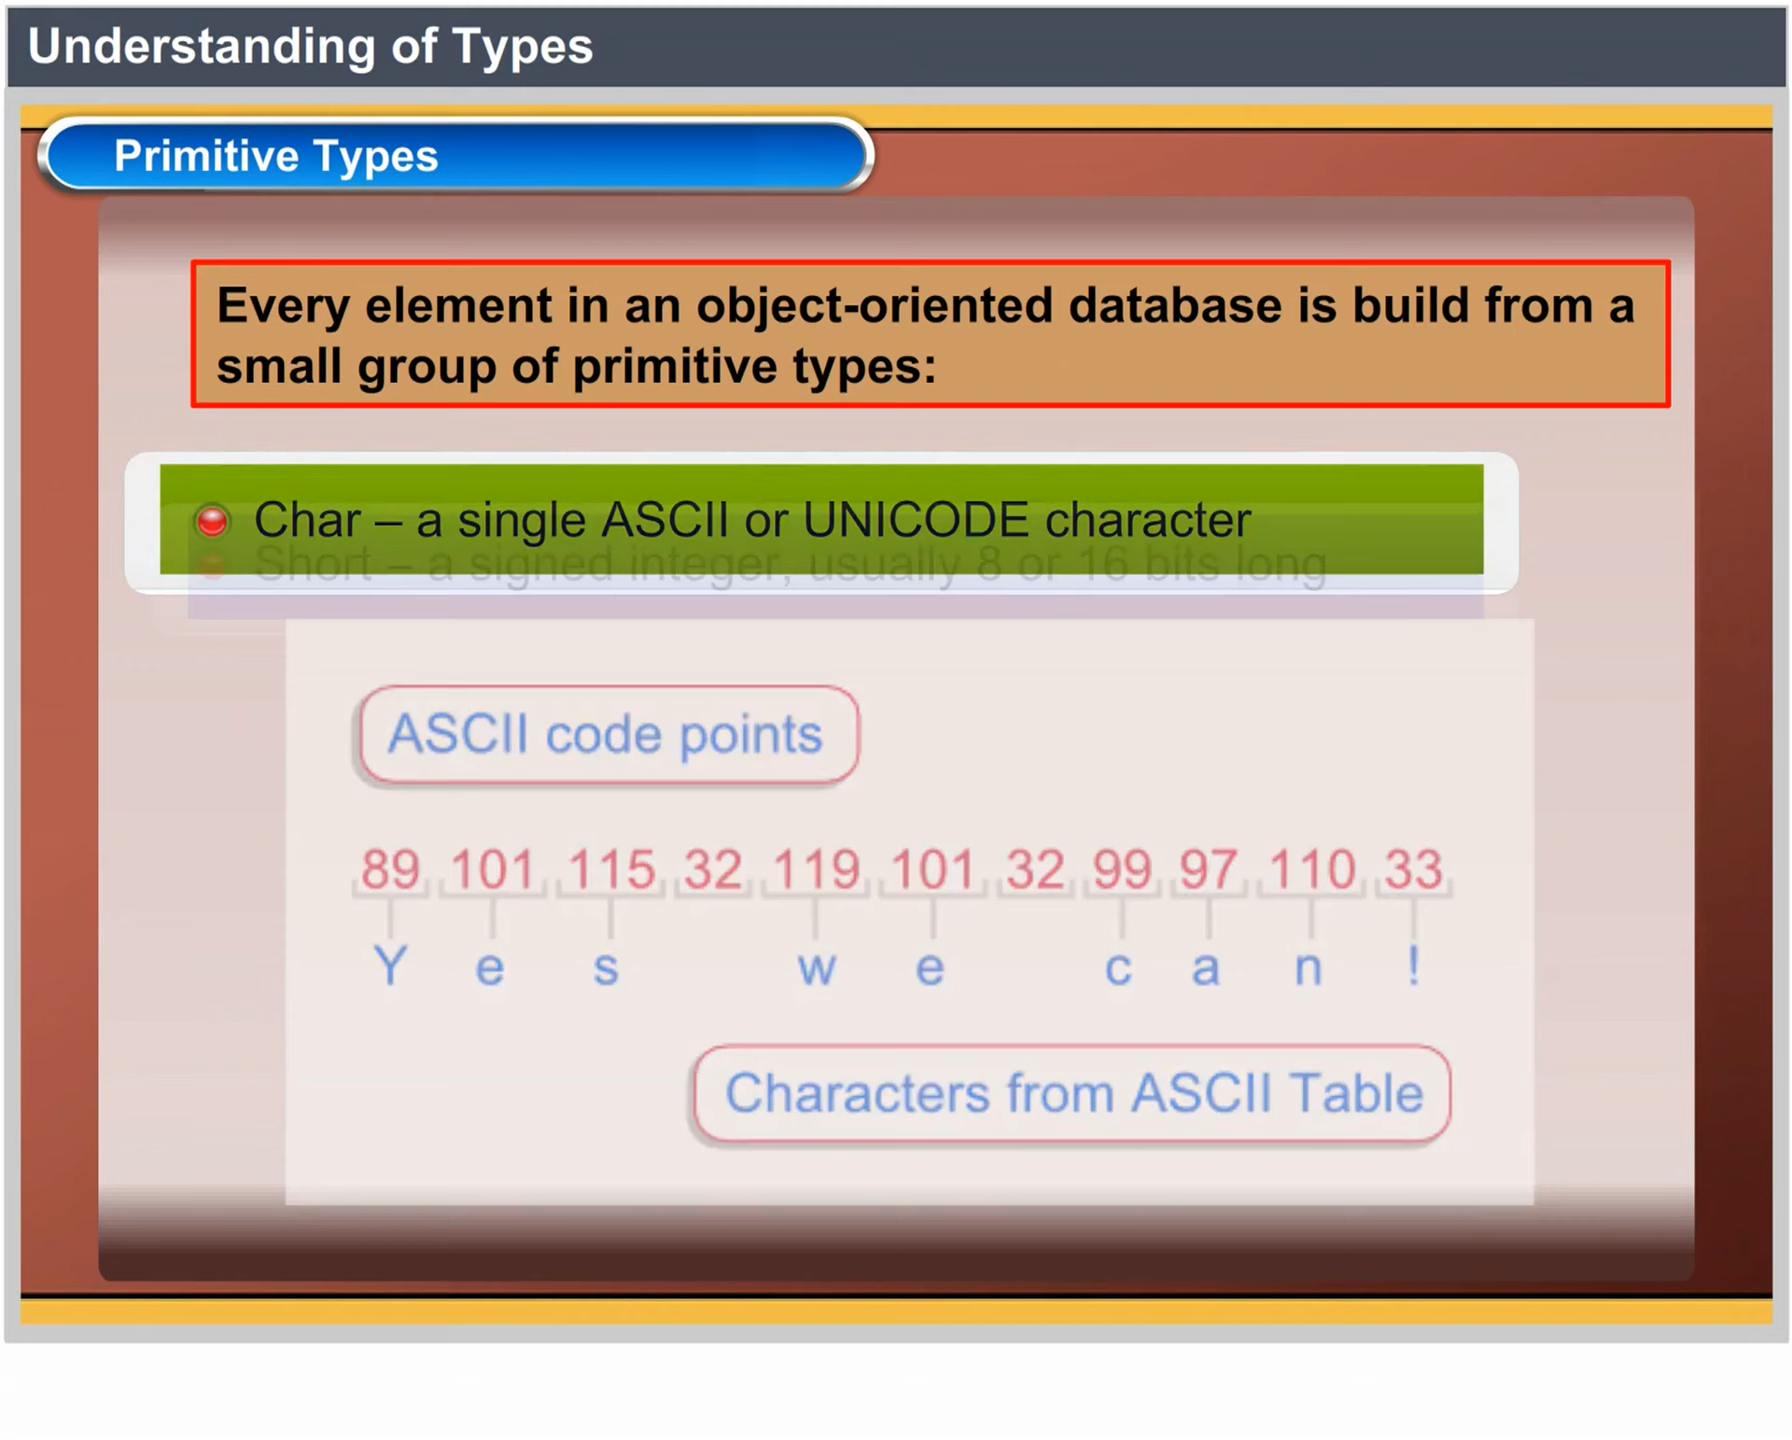 Understanding of Types
Primitive Types
Every element in an object-oriented database is build from a
small group of primitive types:
Char – a single ASCII or UNICODE character
Short – a signed integer, usually 8 or 16 bits long
ASCII code points
89 101 115 32 119 101 32 99 97 110 33
Y e s w e c a n !
Characters from ASCII Table